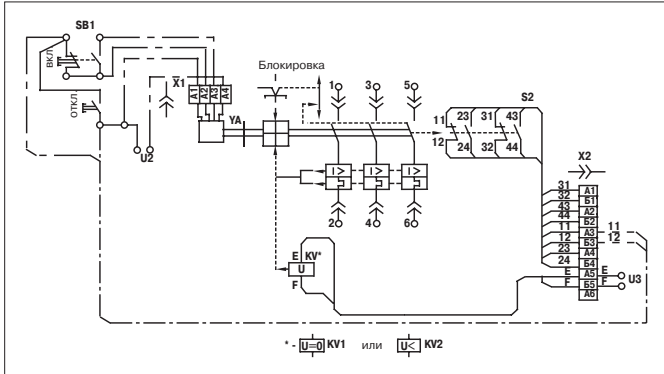 SB1
ВКЛ.
ОТКЛ.
X1
A1
A2
A3
A4
U2
YA
Блокировка
1
3
5
I>
I>
I>
2
4
6
S2
11
23
31
43
12
24
32
44
X2
31
32
43
44
11
12
23
24
E
F
A1
Б1
A2
Б2
A3
Б3
A4
Б4
A5
Б5
A6
11
12
E
F
U3
E
KV*
U
F
* - U=0 KV1 или U< KV2